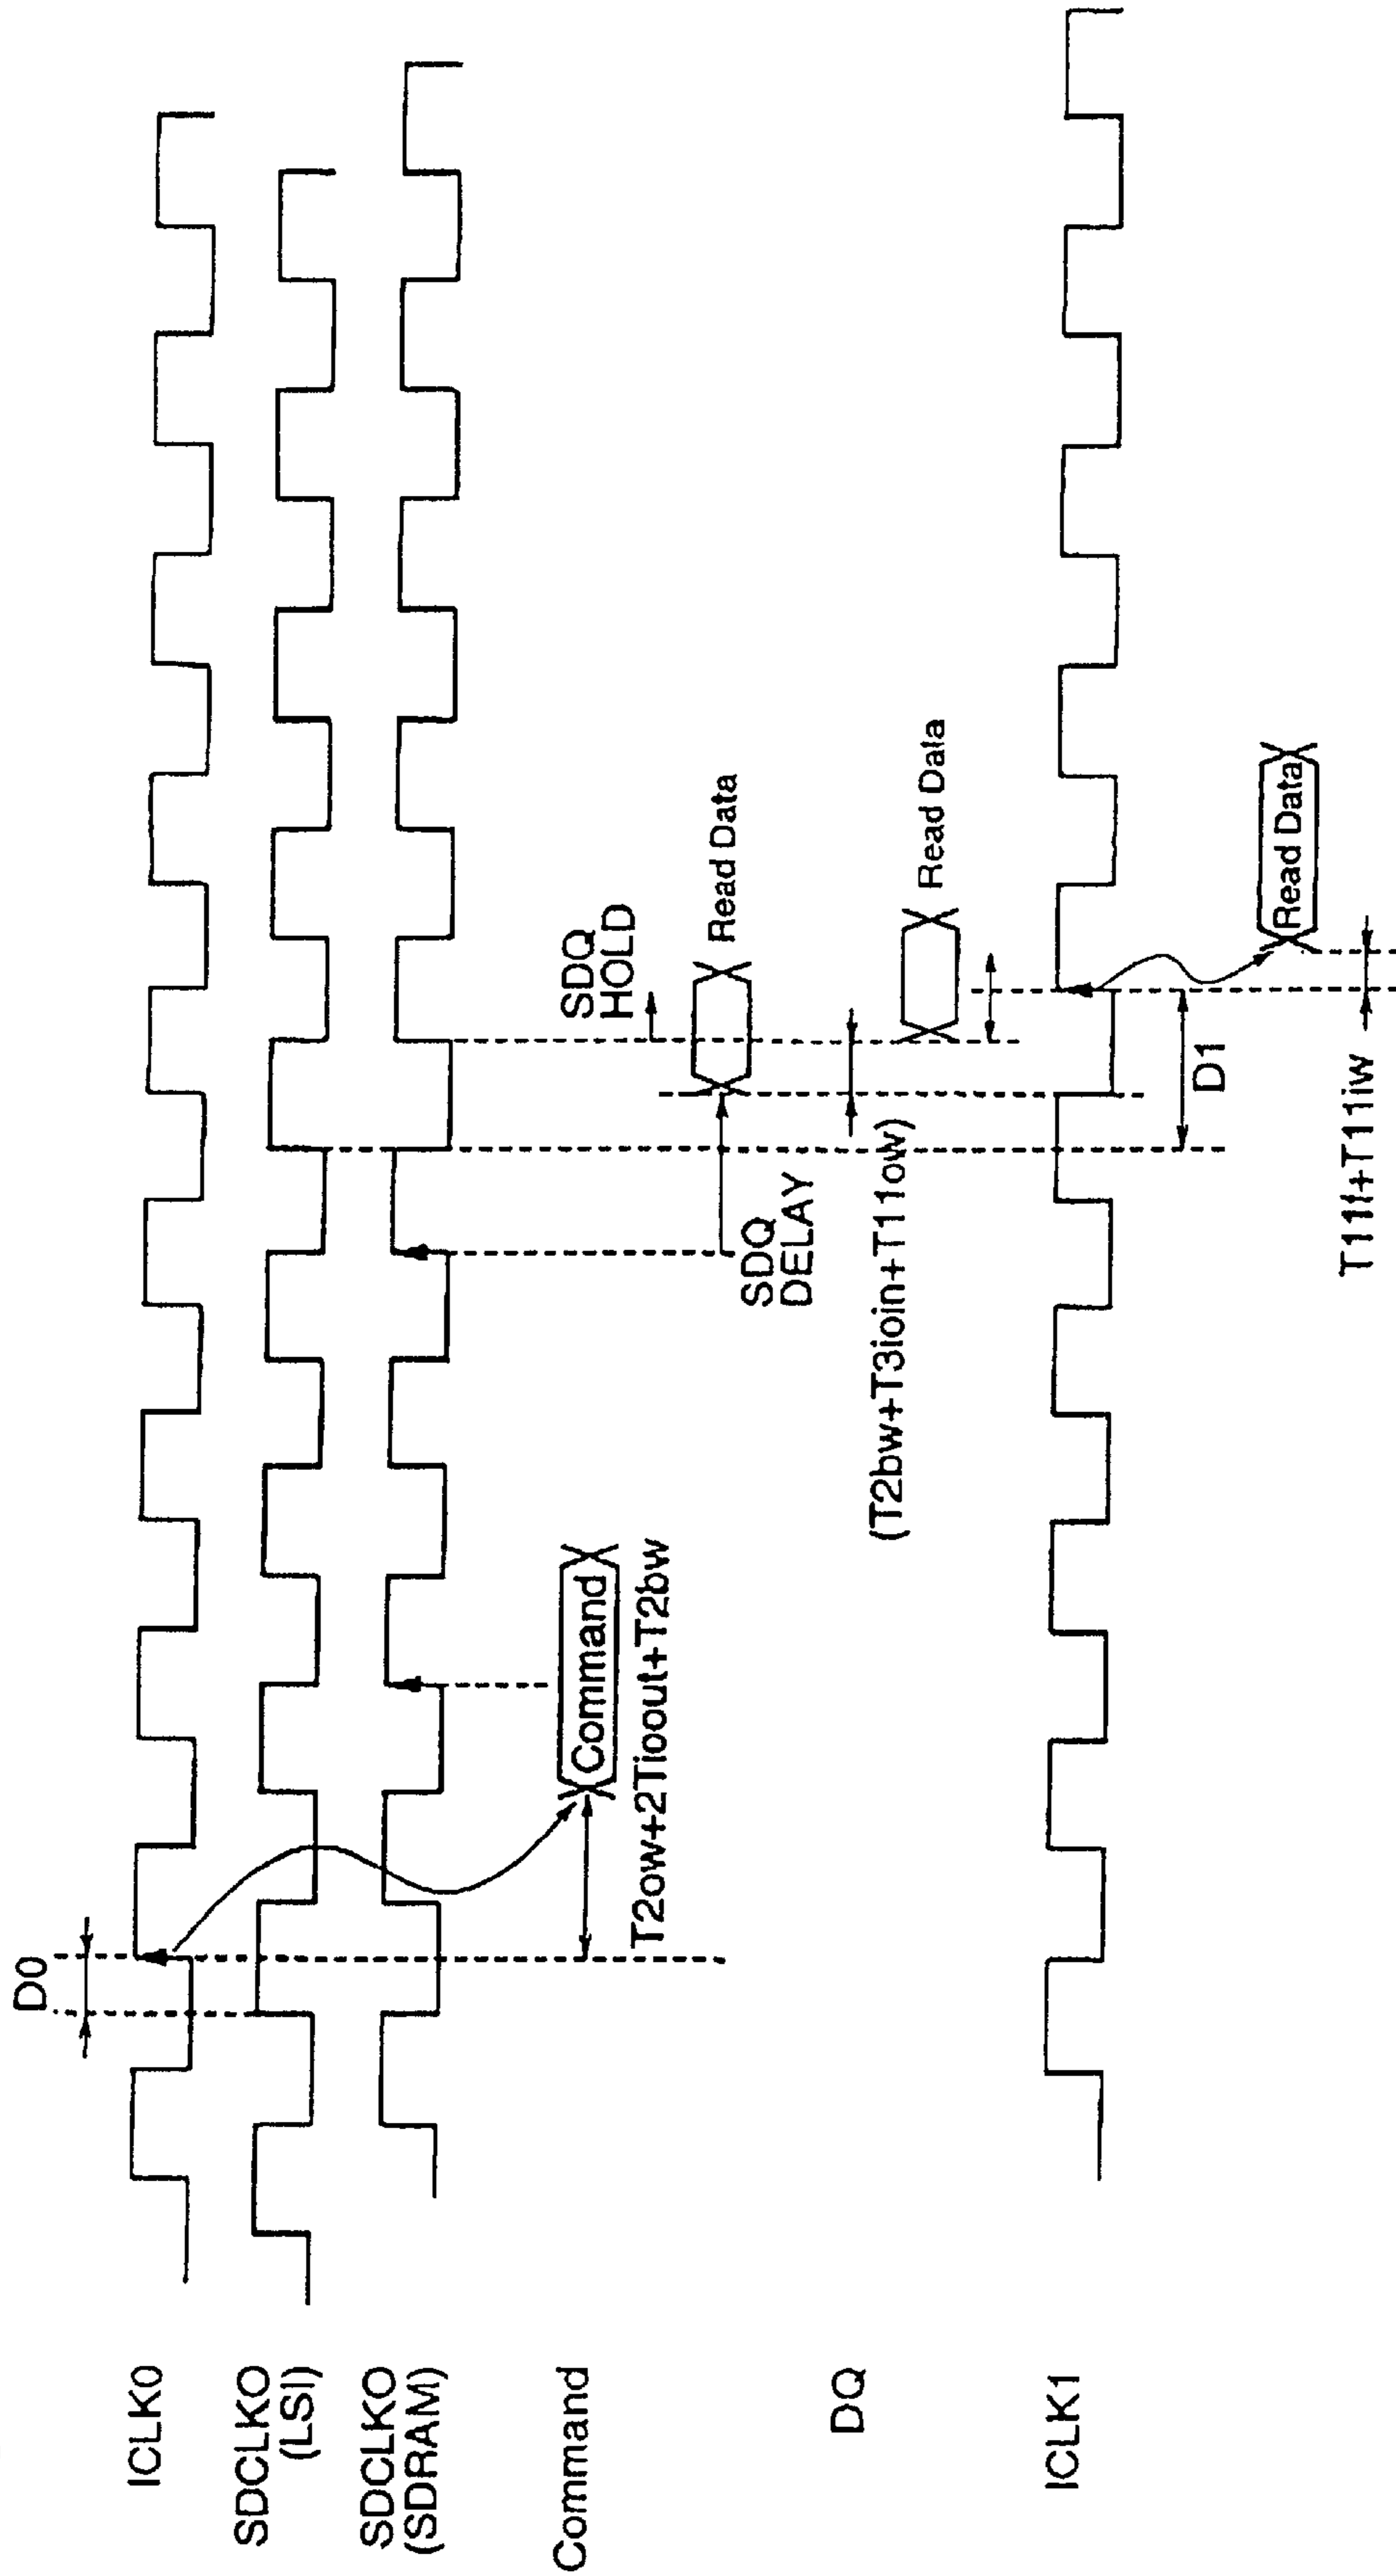 D0
ICLK0
SDCLKO
(LSI)
SDCLKO
(SDRAM)
Command
Command
T2ow+2Tioout+T2bw
SDQ
HOLD
Read Data
SDQ
DELAY
DQ
(T2bw+T3ioin+T11ow)
Read Data
ICLK1
D1
Read Data
T11f+T11iw